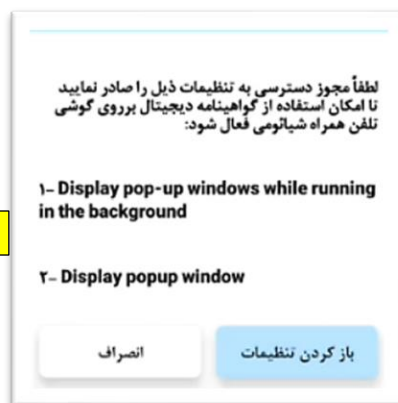 لطفاً مجوز دسترسی به تنظیمات ذیل را صادر نمایید
تا امکان استفاده از گواهینامه دیجیتال برروی گوشی
تلفن همراه شیائومی فعال شود:
۱- Display pop-up windows while running
in the background
۲- Display popup window
باز کردن تنظیمات
انصراف